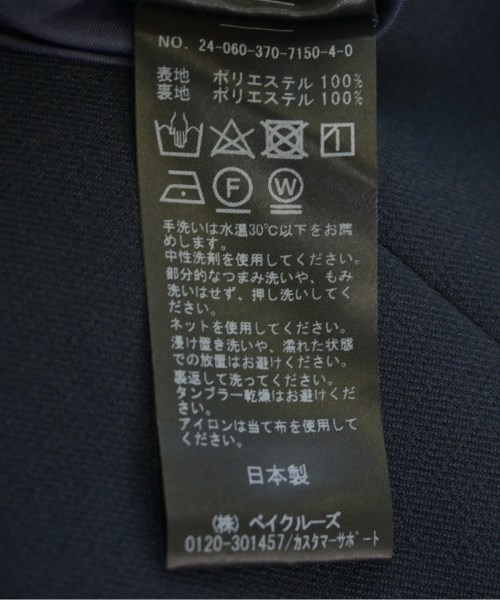 NO. 24-060-370-7150-4-0
表地 ポリエステル 100%
裏地 ポリエステル 100%
1
F W
手洗いは水温30℃以下をお薦
めします。
中性洗剤を使用してください。
部分的なつまみ洗いや、もみ
洗いはせず、押し洗いしてく
ださい。
ネットを使用してください。
浸け置き洗いや、濡れた状態
での放置はお避けください。
裏返して洗ってください。
タンブラー乾燥はお避けくだ
さい。
アイロンは当て布を使用して
ください。
日本製
(株) ベイクルーズ
0120-301457/カスタマーサポート